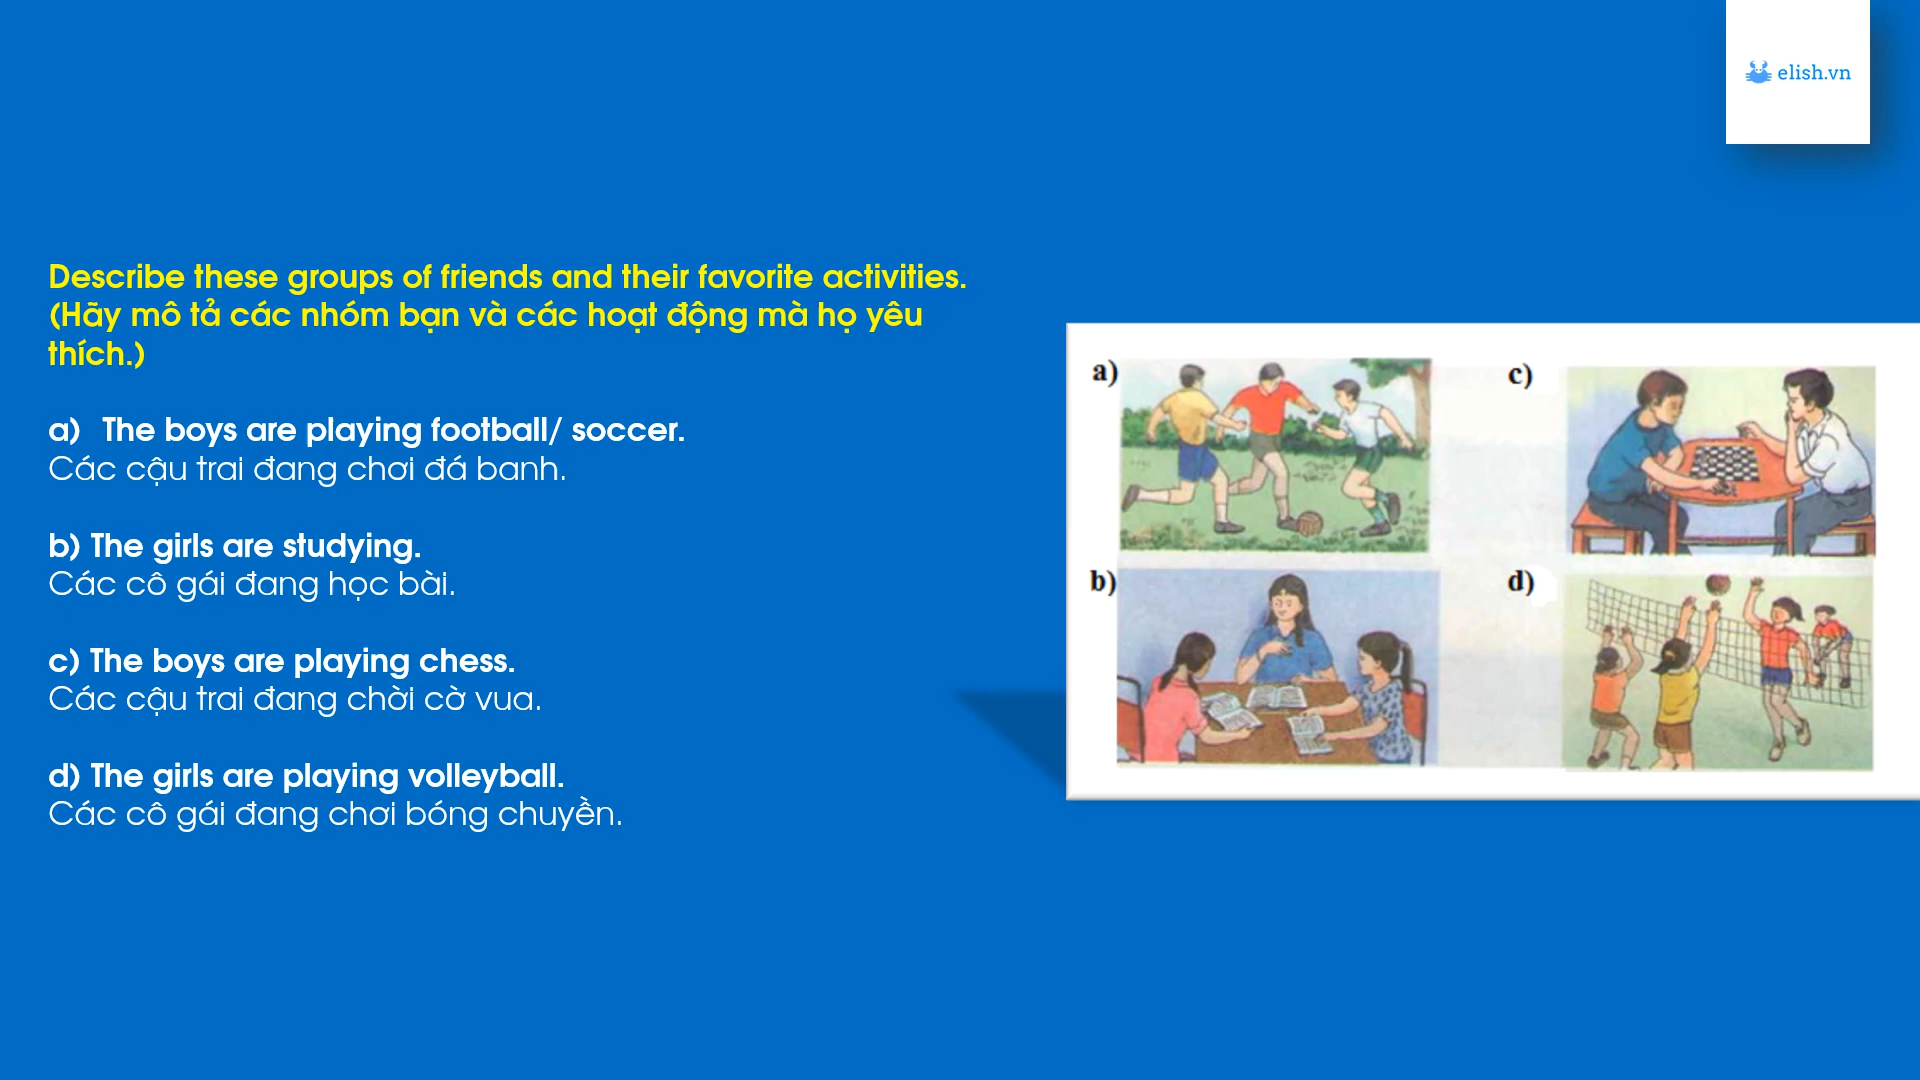 elish.vn
Describe these groups of friends and their favorite activities.
(Hãy mô tả các nhóm bạn và các hoạt động mà họ yêu
thích.)
a) The boys are playing football/ soccer.
Các cậu trai đang chơi đá banh.
b) The girls are studying.
Các cô gái đang học bài.
c) The boys are playing chess.
Các cậu trai đang chời cờ vua.
d) The girls are playing volleyball.
Các cô gái đang chơi bóng chuyền.
a)
c)
b)
d)